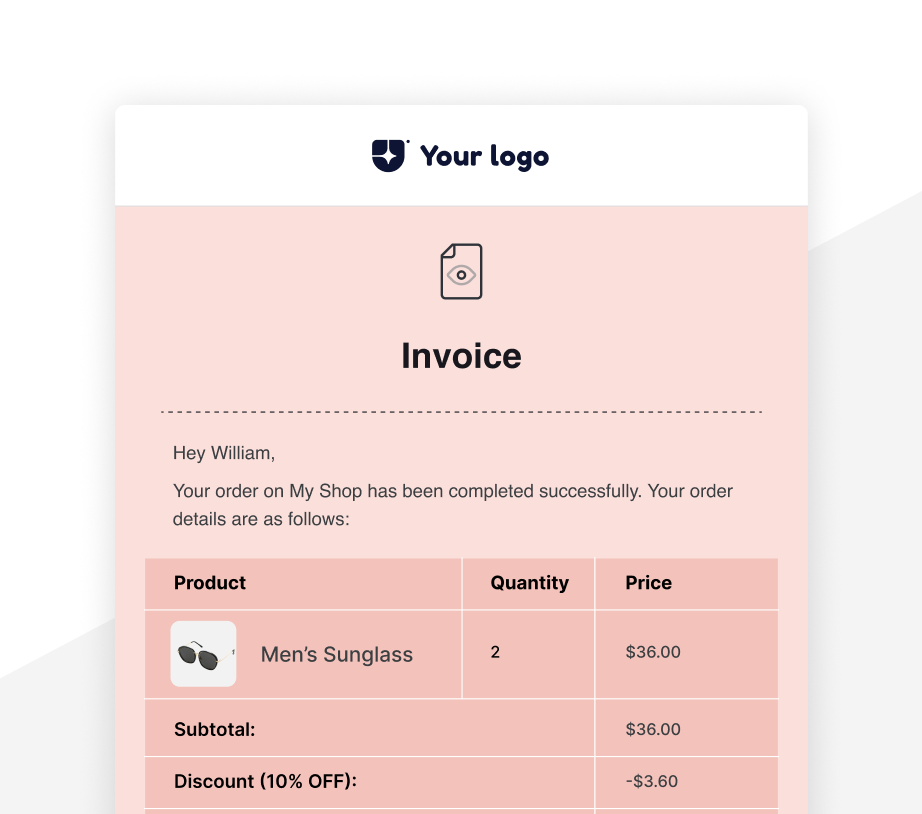 Your logo
Invoice
Hey William,
Your order on My Shop has been completed successfully. Your order
details are as follows:
Product Quantity Price
Men’s Sunglass 2 $36.00
Subtotal: $36.00
Discount (10% OFF): -$3.60